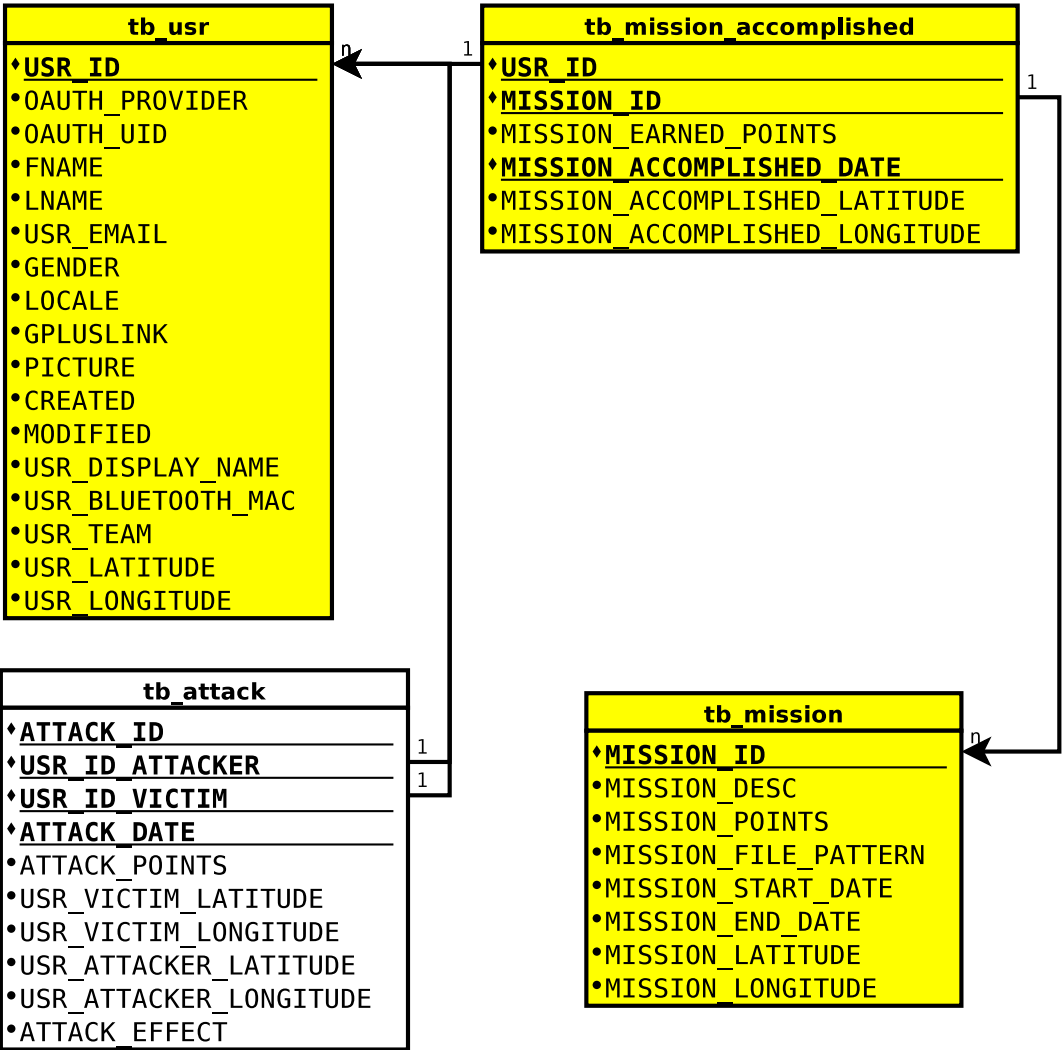 tb_usr
USR_ID
OAUTH_PROVIDER
OAUTH_UID
FNAME
LNAME
USR_EMAIL
GENDER
LOCALE
GPLUSLINK
PICTURE
CREATED
MODIFIED
USR_DISPLAY_NAME
USR_BLUETOOTH_MAC
USR_TEAM
USR_LATITUDE
USR_LONGITUDE
n
1
tb_mission_accomplished
USR_ID
MISSION_ID
MISSION_EARNED_POINTS
MISSION_ACCOMPLISHED_DATE
MISSION_ACCOMPLISHED_LATITUDE
MISSION_ACCOMPLISHED_LONGITUDE
1
tb_attack
ATTACK_ID
USR_ID_ATTACKER
USR_ID_VICTIM
ATTACK_DATE
ATTACK_POINTS
USR_VICTIM_LATITUDE
USR_VICTIM_LONGITUDE
USR_ATTACKER_LATITUDE
USR_ATTACKER_LONGITUDE
ATTACK_EFFECT
1
1
tb_mission
MISSION_ID
MISSION_DESC
MISSION_POINTS
MISSION_FILE_PATTERN
MISSION_START_DATE
MISSION_END_DATE
MISSION_LATITUDE
MISSION_LONGITUDE
n